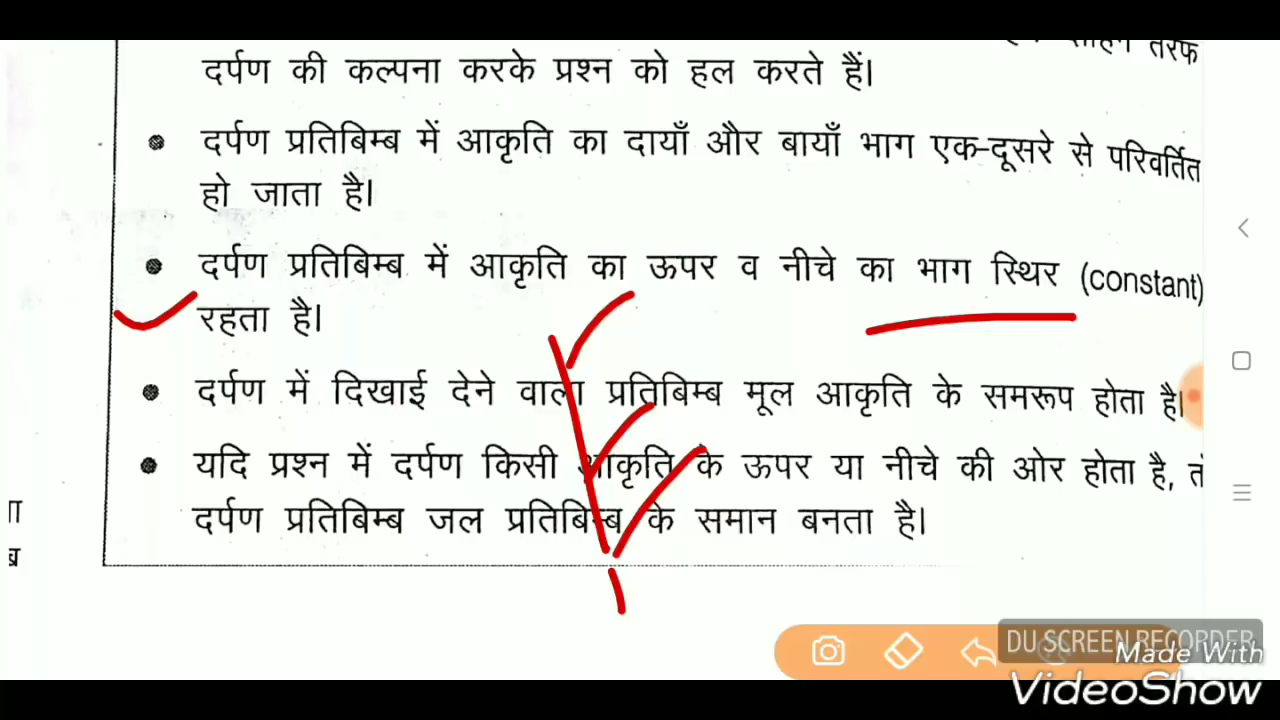 तरफ
दर्पण की कल्पना करके प्रश्न को हल करते हैं।
दर्पण प्रतिबिम्ब में आकृति का दायाँ और बायाँ भाग एक-दूसरे से परिवर्तित
हो जाता है।
दर्पण प्रतिबिम्ब में आकृति का ऊपर व नीचे का भाग स्थिर (constant)
रहता है।
दर्पण में दिखाई देने वाला प्रतिबिम्ब मूल आकृति के समरूप होता है।
यदि प्रश्न में दर्पण किसी आकृति के ऊपर या नीचे की ओर होता है,
दर्पण प्रतिबिम्ब जल प्रतिबिम्ब के समान बनता है।
DU SCREEN RECORDER
Made With
VideoShow